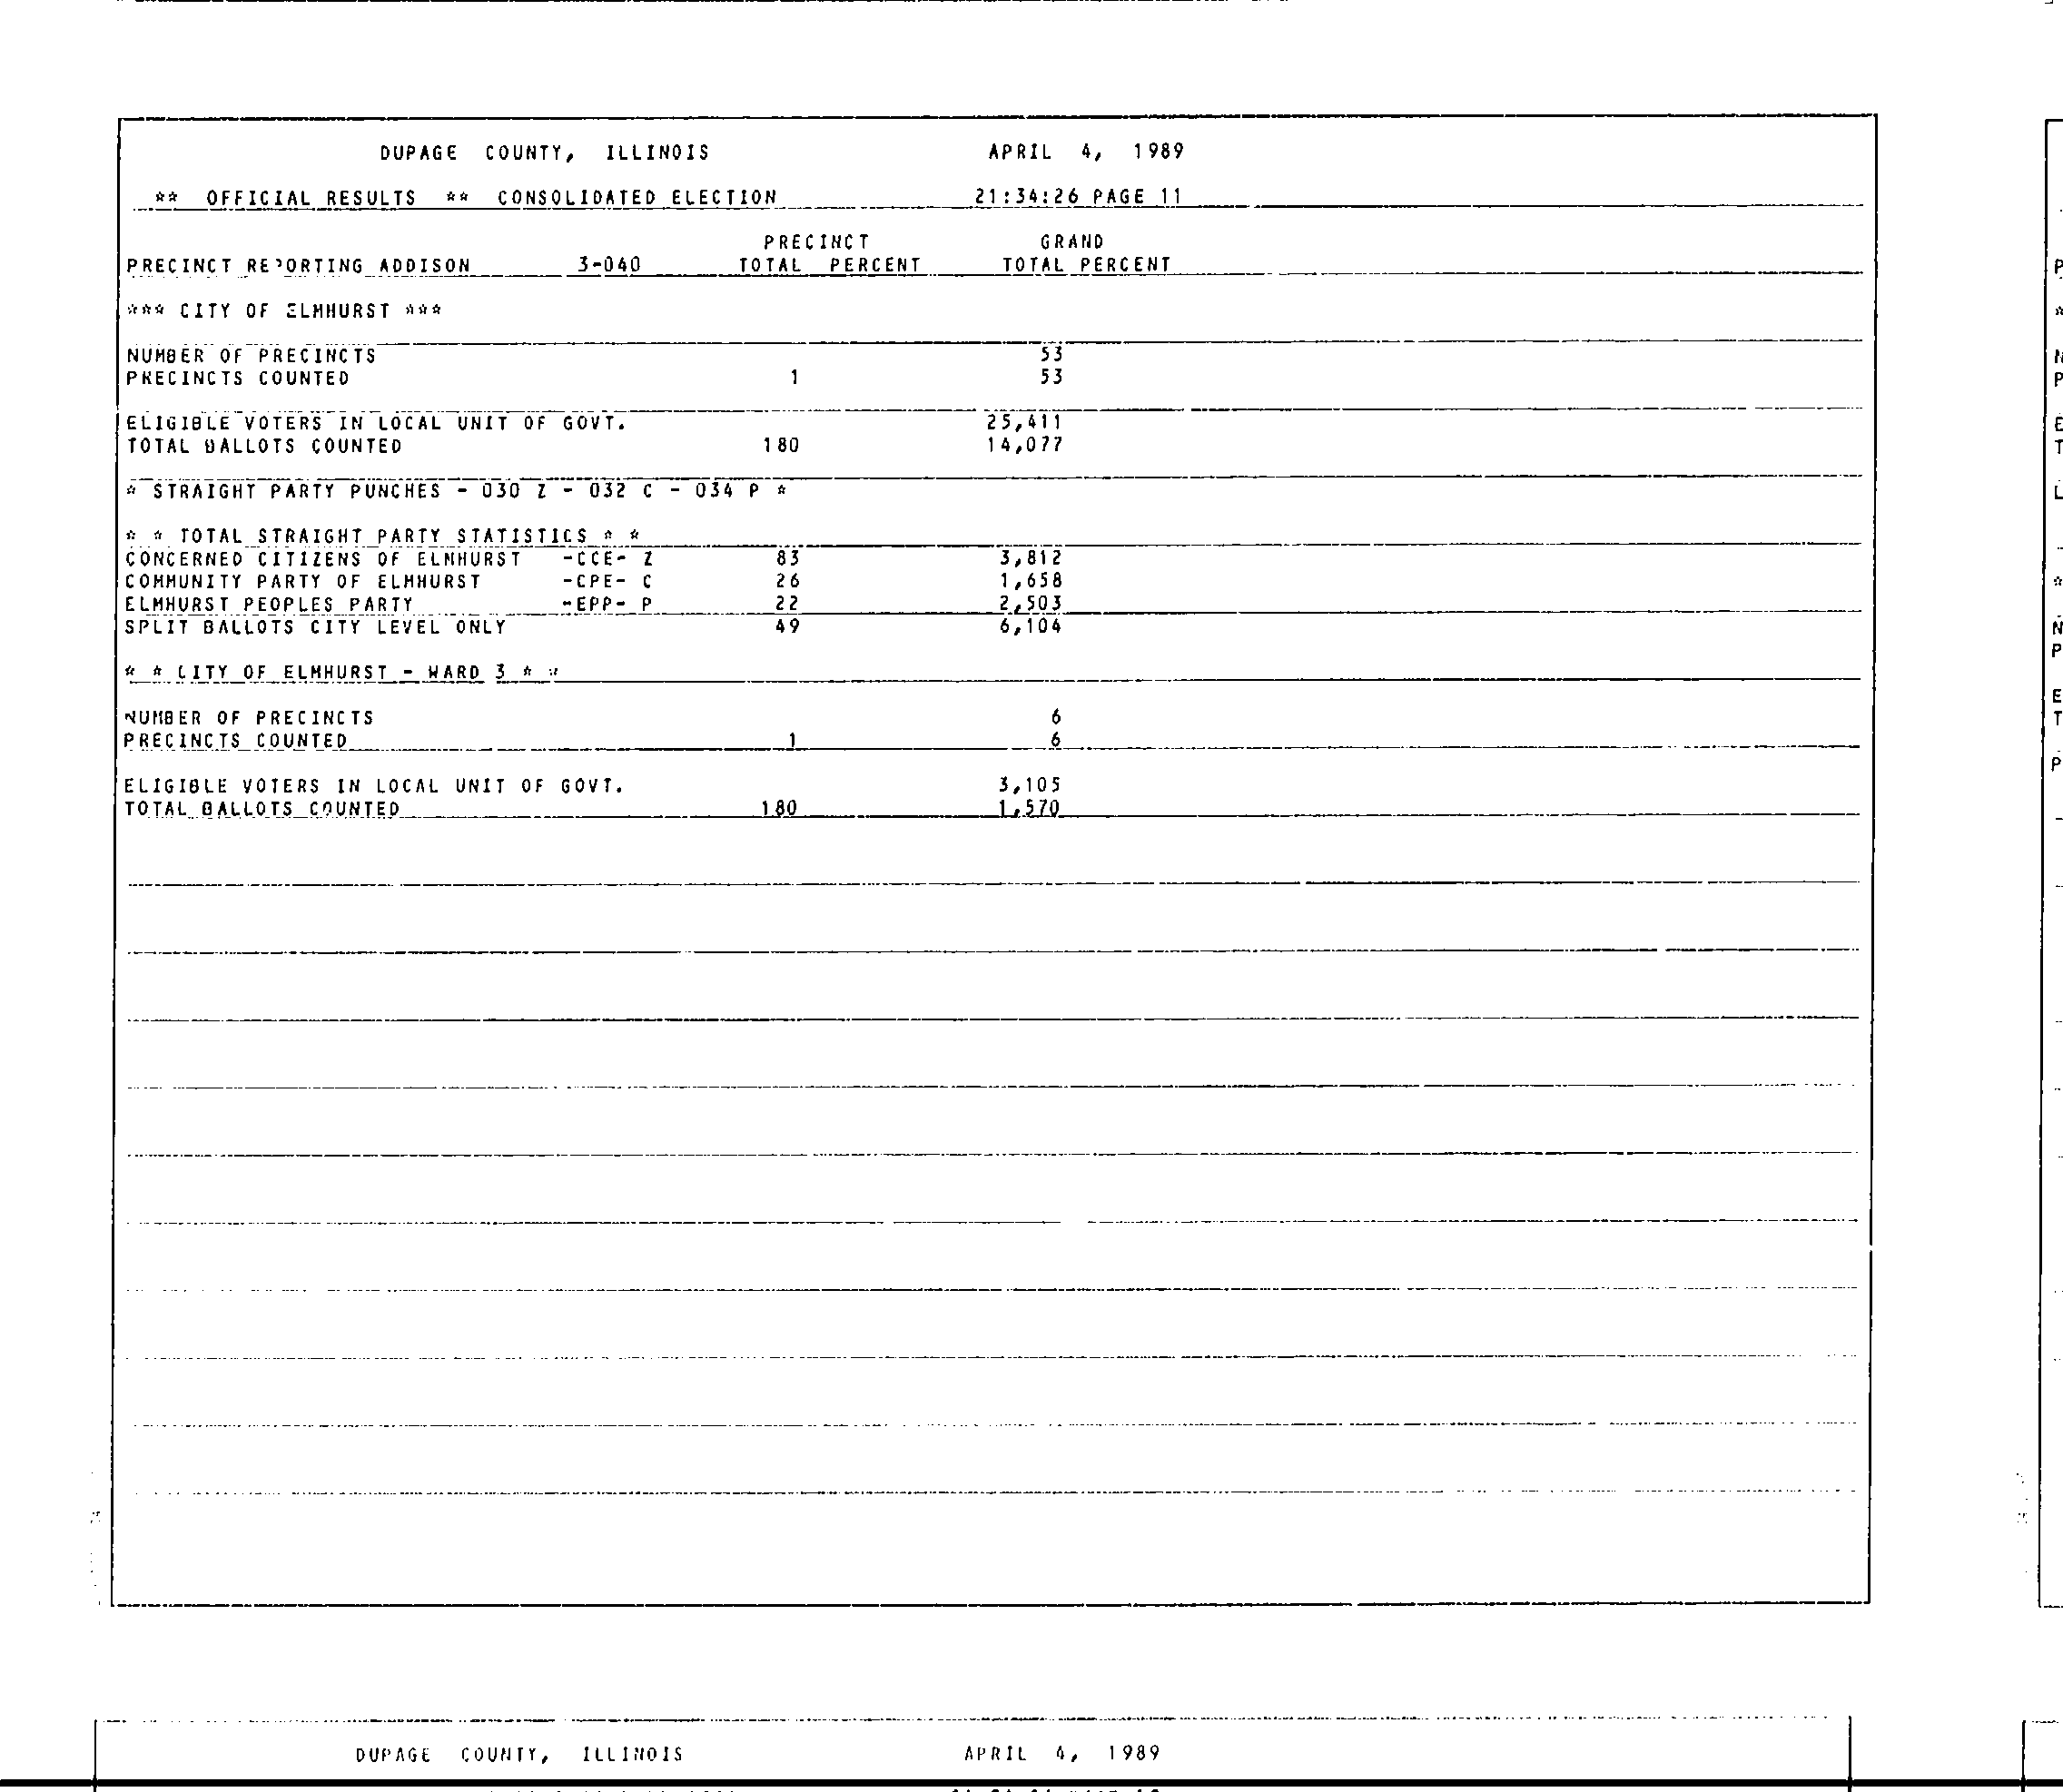 DUPAGE COUNTY, ILLINOIS APRIL 4, 1989
** OFFICIAL RESULTS ** CONSOLIDATED ELECTION 21:34:26 PAGE 11
PRECINCT GRAND
PRECINCT REPORTING ADDISON 3-040 TOTAL PERCENT TOTAL PERCENT
*** CITY OF ELMHURST ***
NUMBER OF PRECINCTS 53
PRECINCTS COUNTED 1 53
ELIGIBLE VOTERS IN LOCAL UNIT OF GOVT. 25,411
TOTAL BALLOTS COUNTED 180 14,077
* STRAIGHT PARTY PUNCHES - 030 Z - 032 C - 034 P *
* * TOTAL STRAIGHT PARTY STATISTICS * *
CONCERNED CITIZENS OF ELMHURST -CCE- Z 83 3,812
COMMUNITY PARTY OF ELMHURST -CPE- C 26 1,658
ELMHURST PEOPLES PARTY -EPP- P 22 2,503
SPLIT BALLOTS CITY LEVEL ONLY 49 6,104
* * CITY OF ELMHURST - WARD 3 * *
NUMBER OF PRECINCTS 6
PRECINCTS COUNTED 1 6
ELIGIBLE VOTERS IN LOCAL UNIT OF GOVT. 3,105
TOTAL BALLOTS COUNTED 180 1,570
DUPAGE COUNTY, ILLINOIS APRIL 4, 1989